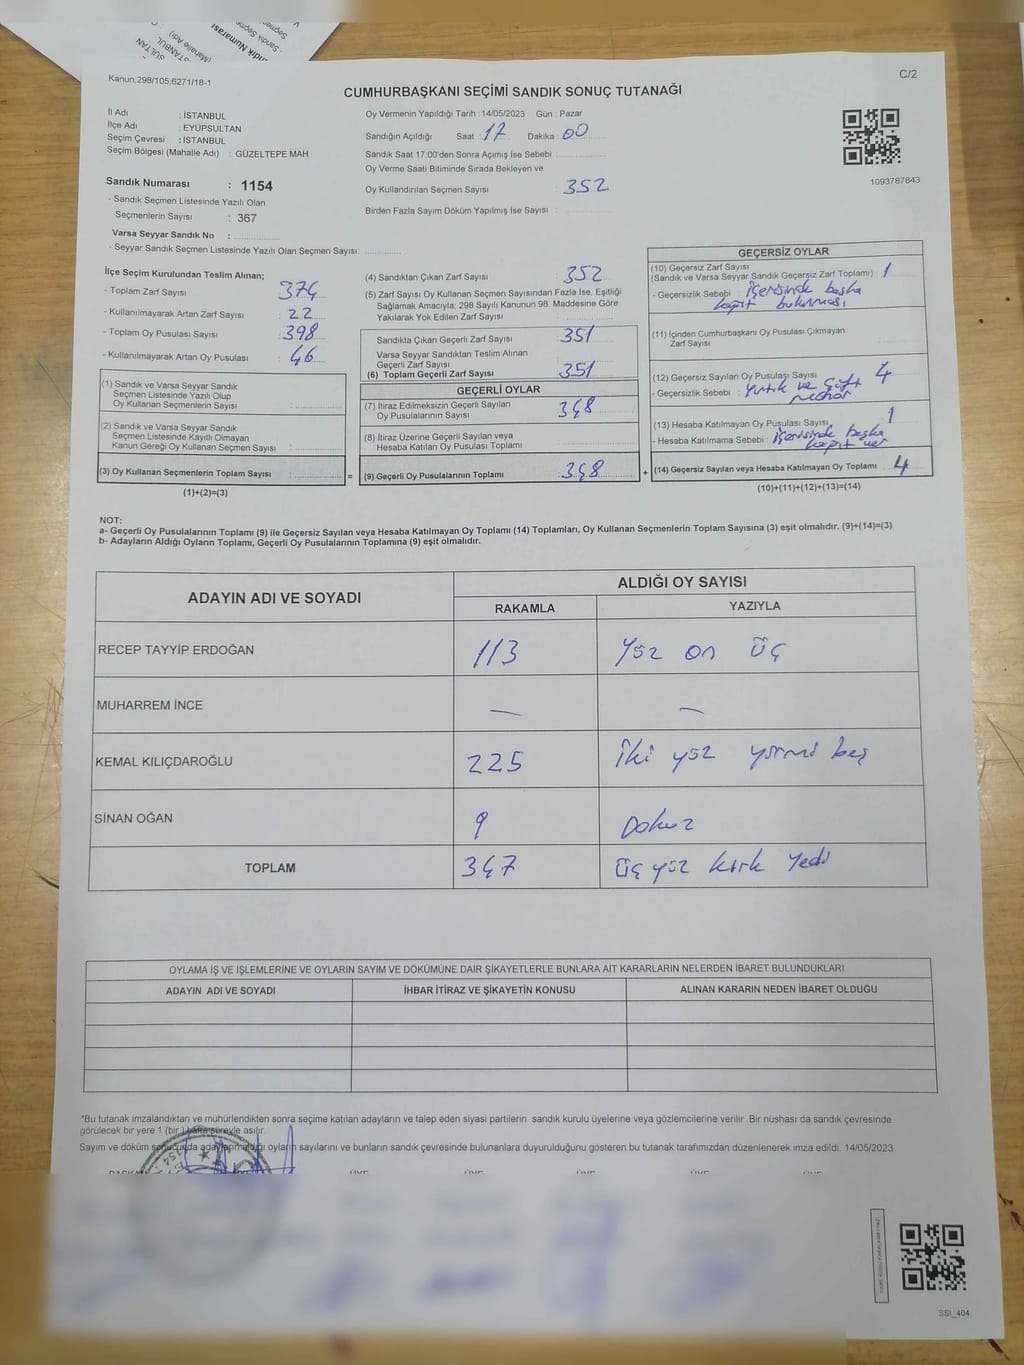 Kanun;298/105;6271/18-1
C/2
CUMHURBAŞKANI SEÇİMİ SANDIK SONUÇ TUTANAĞI
İl Adı : İSTANBUL
İlçe Adı : EYÜPSULTAN
Seçim Çevresi : İSTANBUL
Seçim Bölgesi (Mahalle Adı) : GÜZELTEPE MAH.
Sandık Numarası : 1154
- Sandık Seçmen Listesinde Yazılı Olan
Seçmenlerin Sayısı : 367
Varsa Seyyar Sandık No :
- Seyyar Sandık Seçmen Listesinde Yazılı Olan Seçmen Sayısı:
Oy Vermenin Yapıldığı Tarih :14/05/2023 Gün : Pazar
Sandığın Açıldığı Saat : 17 Dakika : 00
Sandık Saat 17:00'den Sonra Açımış İse Sebebi :
Oy Verme Saati Bitiminde Sırada Bekleyen ve
Oy Kullandırılan Seçmen Sayısı : 352
Birden Fazla Sayım Döküm Yapılmış İse Sayısı :
1093787843
İlçe Seçim Kurulundan Teslim Alınan;
- Toplam Zarf Sayısı : 374
- Kullanılmayarak Artan Zarf Sayısı : 22
- Toplam Oy Pusulası Sayısı : 398
- Kullanılmayarak Artan Oy Pusulası : 46
(1) Sandık ve Varsa Seyyar Sandık
Seçmen Listesinde Yazılı Olup
Oy Kullanan Seçmenlerin Sayısı :
(2) Sandık ve Varsa Seyyar Sandık
Seçmen Listesinde Kayıtlı Olmayan
Kanun Gereği Oy Kullanan Seçmen Sayısı :
(3) Oy Kullanan Seçmenlerin Toplam Sayısı :
(1)+(2)=(3)
=
(4) Sandıktan Çıkan Zarf Sayısı : 352
(5) Zarf Sayısı Oy Kullanan Seçmen Sayısından Fazla İse, Eşitliği
Sağlamak Amacıyla; 298 Sayılı Kanunun 98. Maddesine Göre
Yakılarak Yok Edilen Zarf Sayısı :
Sandıkta Çıkan Geçerli Zarf Sayısı : 351
Varsa Seyyar Sandıktan Teslim Alınan
Geçerli Zarf Sayısı :
(6) Toplam Geçerli Zarf Sayısı : 351
GEÇERLİ OYLAR
(7) İtiraz Edilmeksizin Geçerli Sayılan
Oy Pusulalarının Sayısı : 348
(8) İtiraz Üzerine Geçerli Sayılan veya
Hesaba Katılan Oy Pusulası Toplamı :
(9) Geçerli Oy Pusulalarının Toplamı : 348
+
GEÇERSİZ OYLAR
(10) Geçersiz Zarf Sayısı
(Sandık ve Varsa Seyyar Sandık Geçersiz Zarf Toplamı) : 1
- Geçersizlik Sebebi : içersinde başka
kağıt bulunması
(11) İçinden Cumhurbaşkanı Oy Pusulası Çıkmayan
Zarf Sayısı :
(12) Geçersiz Sayılan Oy Pusulası Sayısı : 4
- Geçersizlik Sebebi : yırtık ve çift
(13) Hesaba Katılmayan Oy Pusulası Sayısı : 1
- Hesaba Katılmama Sebebi : içerisinde başka
kağıt var
(14) Geçersiz Sayılan veya Hesaba Katılmayan Oy Toplamı : 4
(10)+(11)+(12)+(13)=(14)
NOT:
a- Geçerli Oy Pusulalarının Toplamı (9) ile Geçersiz Sayılan veya Hesaba Katılmayan Oy Toplamı (14) Toplamları, Oy Kullanan Seçmenlerin Toplam Sayısına (3) eşit olmalıdır. (9)+(14)=(3)
b- Adayların Aldığı Oyların Toplamı, Geçerli Oy Pusulalarının Toplamına (9) eşit olmalıdır.
ADAYIN ADI VE SOYADI
ALDIĞI OY SAYISI
RAKAMLA YAZIYLA
RECEP TAYYİP ERDOĞAN 113 yüz on üç
MUHARREM İNCE — —
KEMAL KILIÇDAROĞLU 225 iki yüz yirmi beş
SİNAN OĞAN 9 Dokuz
TOPLAM 347 üç yüz kırk yedi
OYLAMA İŞ VE İŞLEMLERİNE VE OYLARIN SAYIM VE DÖKÜMÜNE DAİR ŞİKAYETLERLE BUNLARA AİT KARARLARIN NELERDEN İBARET BULUNDUKLARI
ADAYIN ADI VE SOYADI İHBAR İTİRAZ VE ŞİKAYETİN KONUSU ALINAN KARARIN NEDEN İBARET OLDUĞU
*Bu tutanak imzalandıktan ve mühürlendikten sonra seçime katılan adayların ve talep eden siyasi partilerin sandık kurulu üyelerine veya gözlemcilerine verilir. Bir nüshası da sandık çevresinde
görülecek bir yere 1 (bir) hafta süreyle asılır.
Sayım ve döküm sonucunda adayların aldığı oyların sayılarını ve bunların sandık çevresinde bulunanlara duyurulduğunu gösteren bu tutanak tarafımızdan düzenlenerek imza edildi. 14/05/2023
SSI_404